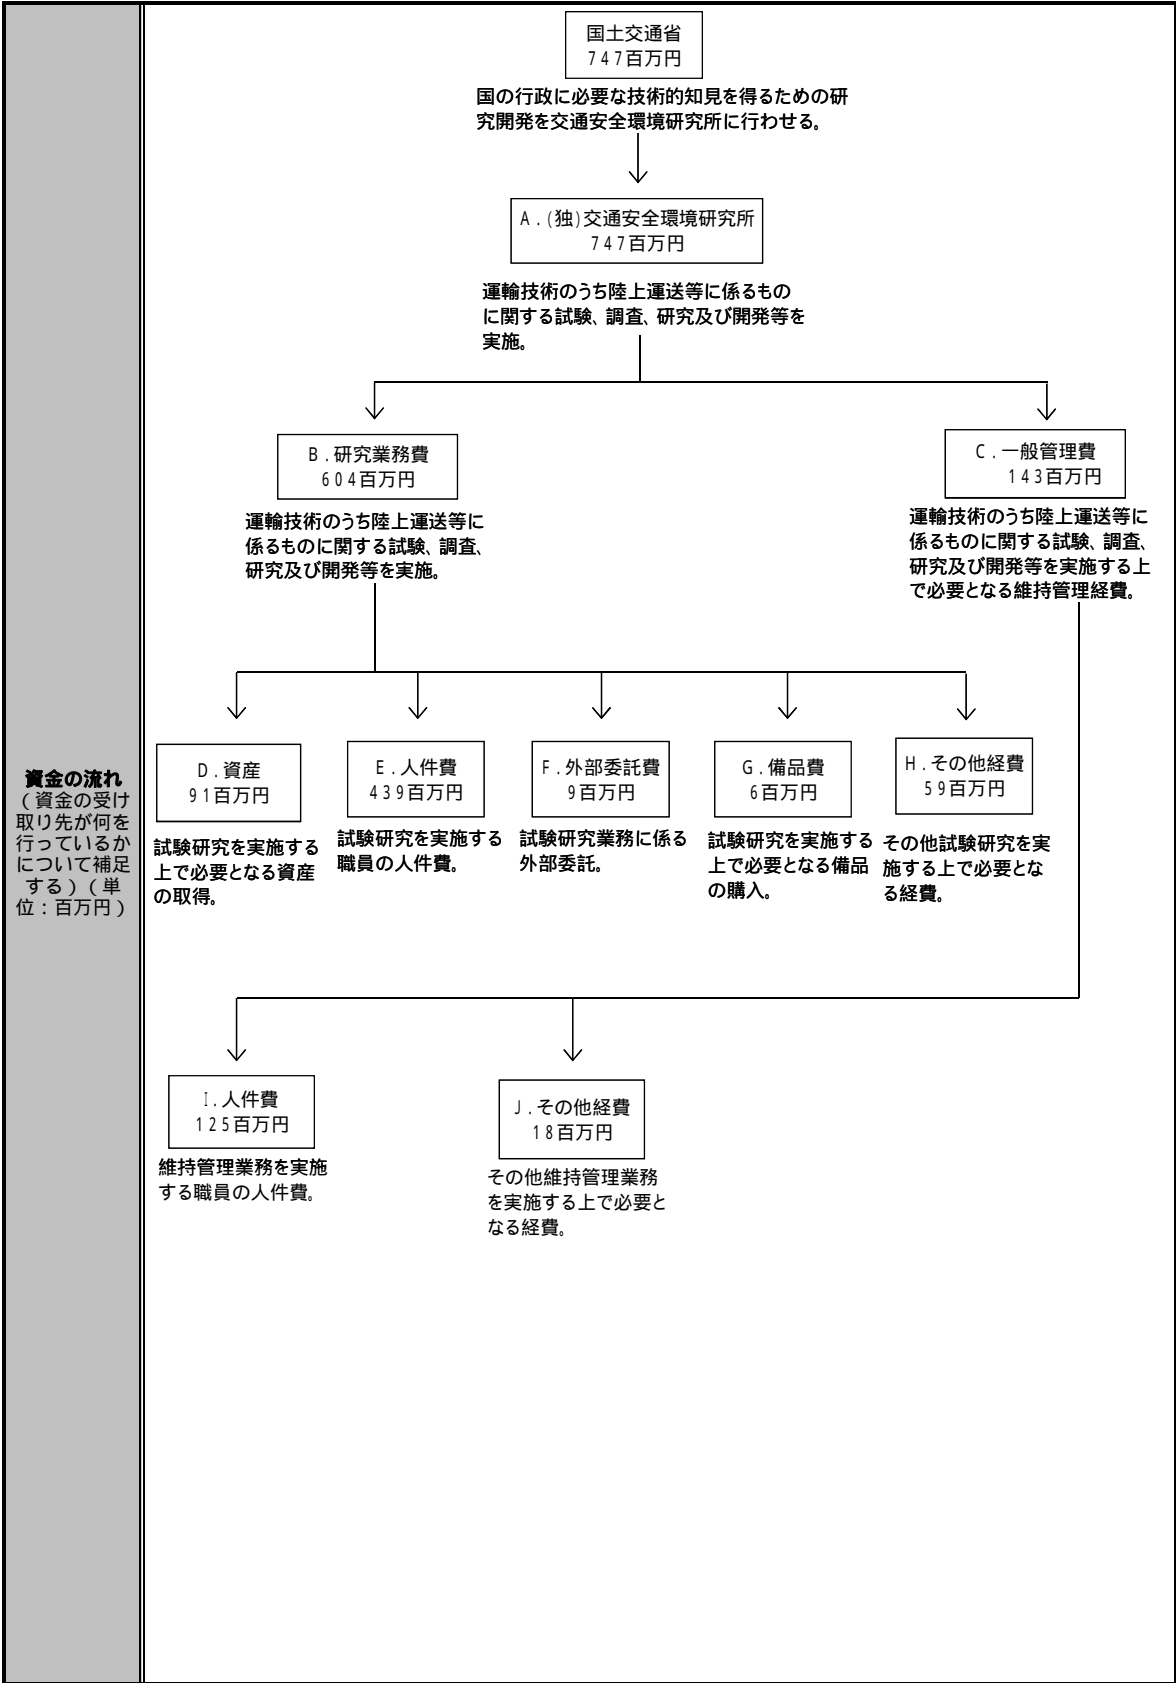 資金の流れ
（資金の受け
取り先が何を
行っているか
について補足
する）（単
位：百万円）
国土交通省
747百万円
国の行政に必要な技術的知見を得るための研
究開発を交通安全環境研究所に行わせる。
A．(独)交通安全環境研究所
747百万円
運輸技術のうち陸上運送等に係るもの
に関する試験、調査、研究及び開発等を
実施。
B．研究業務費
604百万円
運輸技術のうち陸上運送等に
係るものに関する試験、調査、
研究及び開発等を実施。
C．一般管理費
143百万円
運輸技術のうち陸上運送等に
係るものに関する試験、調査、
研究及び開発等を実施する上
で必要となる維持管理経費。
D．資産
91百万円
試験研究を実施する
上で必要となる資産
の取得。
E．人件費
439百万円
試験研究を実施する
職員の人件費。
F．外部委託費
9百万円
試験研究業務に係る
外部委託。
G．備品費
6百万円
試験研究を実施する
上で必要となる備品
の購入。
H．その他経費
59百万円
その他試験研究を実
施する上で必要とな
る経費。
I．人件費
125百万円
維持管理業務を実施
する職員の人件費。
J．その他経費
18百万円
その他維持管理業務
を実施する上で必要と
なる経費。